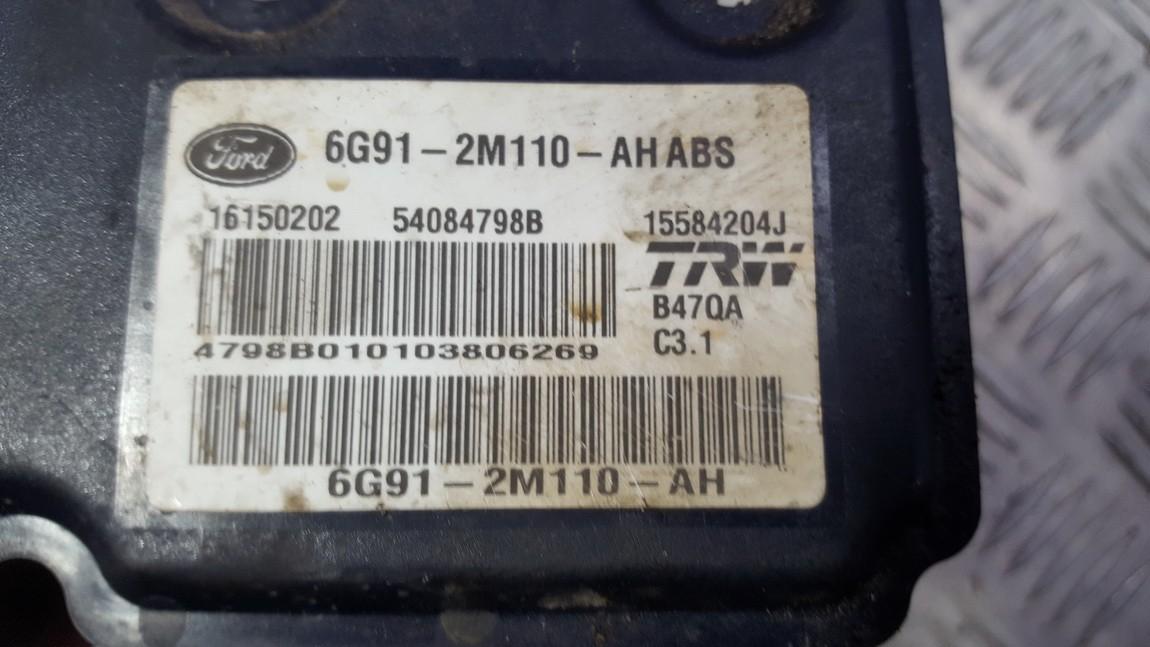 Ford 6G91-2M110-AH ABS
16150202 54084798B 15584204J
TRW
B47QA
C3.1
4798B010103806269
6G91-2M110-AH